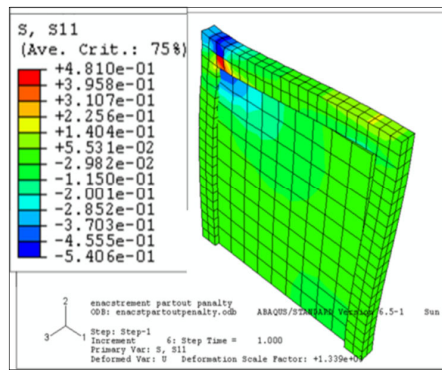 S, S11
(Ave. Crit.: 75%)
+4.810e-01
+3.958e-01
+3.107e-01
+2.256e-01
+1.404e-01
+5.531e-02
-2.982e-02
-1.150e-01
-2.001e-01
-2.852e-01
-3.703e-01
-4.555e-01
-5.406e-01
enacstrement partout panalty
ODB: enacstpartoutpenalty.odb ABAQUS/STANDARD Version 6.5-1 Sun
2
3
1
Step: Step-1
Increment 6: Step Time = 1.000
Primary Var: S, S11
Deformed Var: U Deformation Scale Factor: +1.339e+0